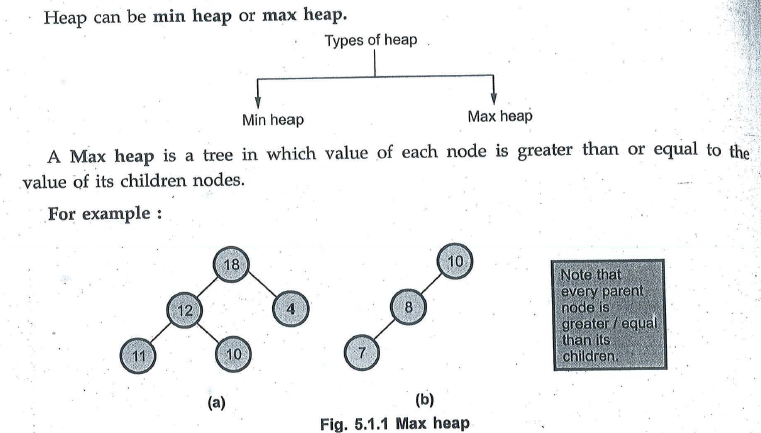 Heap can be min heap or max heap.
Types of heap
Min heap
Max heap
A Max heap is a tree in which value of each node is greater than or equal to the
value of its children nodes.
For example :
18
12
4
11
10
(a)
10
8
7
(b)
Note that
every parent
node is
greater / equal
than its
children.
Fig. 5.1.1 Max heap